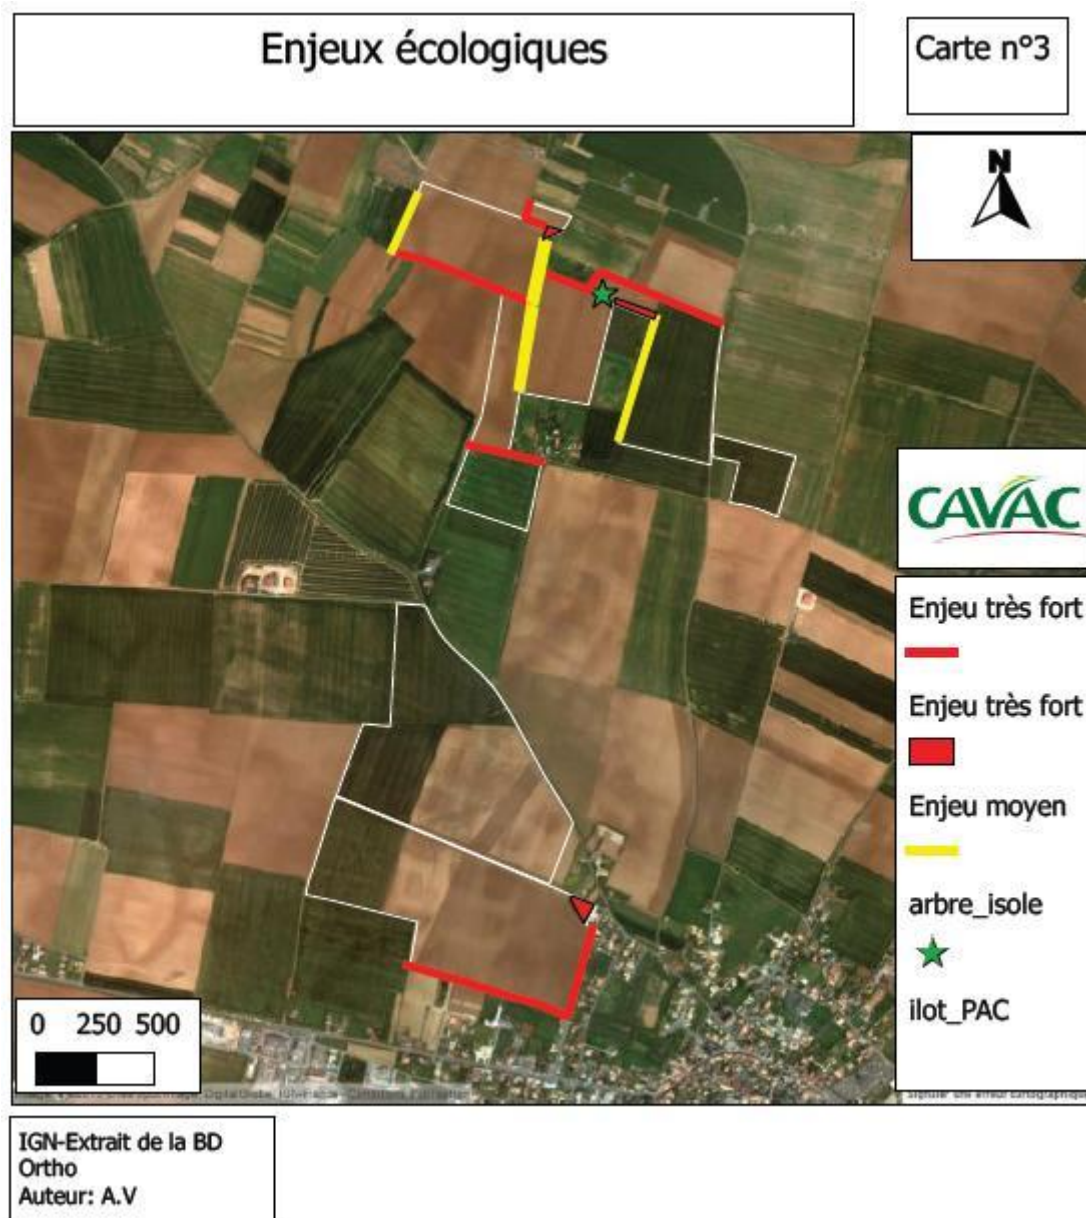 Enjeux écologiques
Carte n°3
N
CAVAC
Enjeu très fort
Enjeu très fort
Enjeu moyen
arbre_isole
ilot_PAC
0 250 500
IGN-Extrait de la BD
Ortho
Auteur: A.V